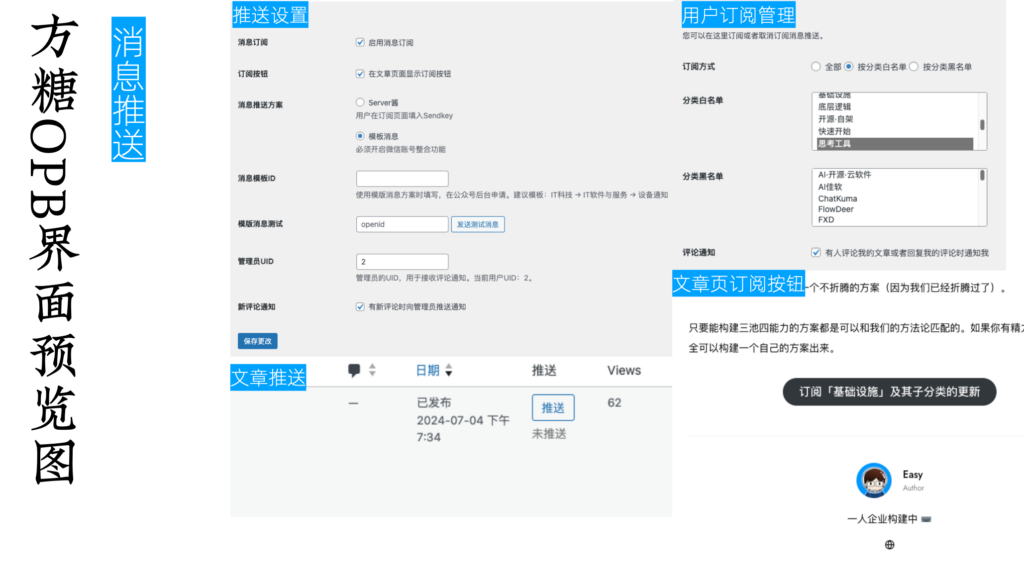 方糖OPB界面预览图
消息推送
推送设置
消息订阅
启用消息订阅
订阅按钮
在文章页面显示订阅按钮
消息推送方案
Server酱
用户在订阅页面填入Sendkey
模板消息
必须开启微信账号整合功能
消息模板ID
使用模版消息方案时填写，在公众号后台申请。建议模板：IT科技 → IT软件与服务 → 设备通知
模版消息测试
openid
发送测试消息
管理员UID
2
管理员的UID，用于接收评论通知。当前用户UID：2。
新评论通知
有新评论时向管理员推送通知
保存更改
文章推送
日期
推送
Views
—
已发布
2024-07-04 下午
7:34
推送
未推送
62
用户订阅管理
您可以在这里订阅或者取消订阅消息推送。
订阅方式
全部 按分类白名单 按分类黑名单
分类白名单
基础设施
底层逻辑
开源·自架
快速开始
思考工具
分类黑名单
AI·开源·云软件
AI佳软
ChatKuma
FlowDeer
FXD
评论通知
有人评论我的文章或者回复我的评论时通知我
文章页订阅按钮
一个不折腾的方案（因为我们已经折腾过了）。
只要能构建三池四能力的方案都是可以和我们的方法论匹配的。如果你有精力
全可以构建一个自己的方案出来。
订阅「基础设施」及其子分类的更新
Easy
Author
一人企业构建中